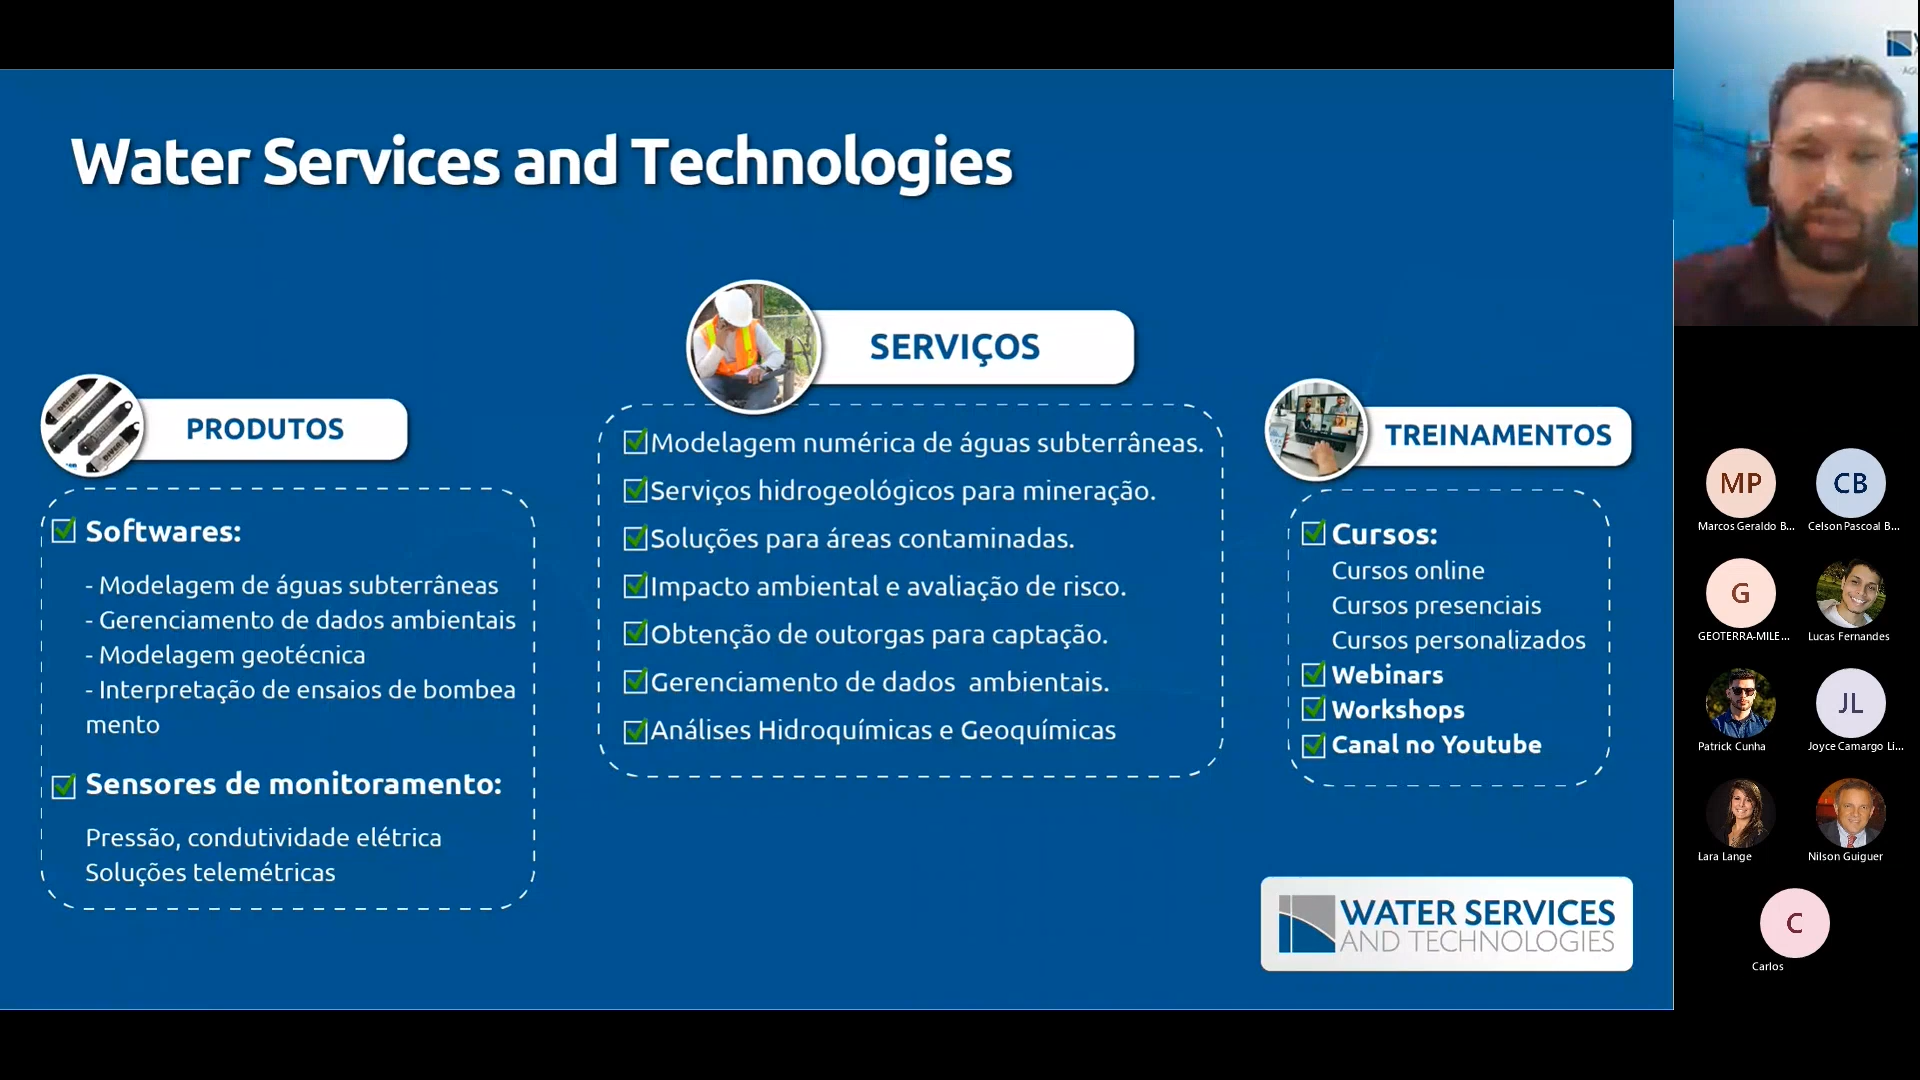 Water Services and Technologies
PRODUTOS
Softwares:
- Modelagem de águas subterrâneas
- Gerenciamento de dados ambientais
- Modelagem geotécnica
- Interpretação de ensaios de bombea
mento
Sensores de monitoramento:
Pressão, condutividade elétrica
Soluções telemétricas
SERVIÇOS
Modelagem numérica de águas subterrâneas.
Serviços hidrogeológicos para mineração.
Soluções para áreas contaminadas.
Impacto ambiental e avaliação de risco.
Obtenção de outorgas para captação.
Gerenciamento de dados  ambientais.
Análises Hidroquímicas e Geoquímicas
TREINAMENTOS
Cursos:
Cursos online
Cursos presenciais
Cursos personalizados
Webinars
Workshops
Canal no Youtube
WATER SERVICES
AND TECHNOLOGIES
MP
CB
Marcos Geraldo B...
Celson Pascoal B...
G
GEOTERRA-MILE...
Lucas Fernandes
JL
Patrick Cunha
Joyce Camargo Li...
Lara Lange
Nilson Guiguer
C
Carlos